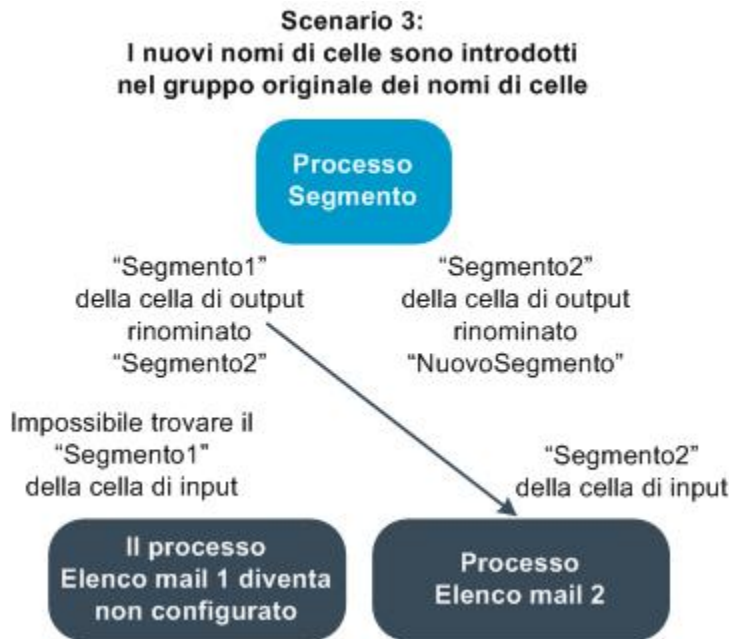 Scenario 3:
I nuovi nomi di celle sono introdotti
nel gruppo originale dei nomi di celle
Processo
Segmento
“Segmento1”
della cella di output
rinominato
“Segmento2”
“Segmento2”
della cella di output
rinominato
“NuovoSegmento”
Impossibile trovare il
“Segmento1”
della cella di input
“Segmento2”
della cella di input
Il processo
Elenco mail 1 diventa
non configurato
Processo
Elenco mail 2